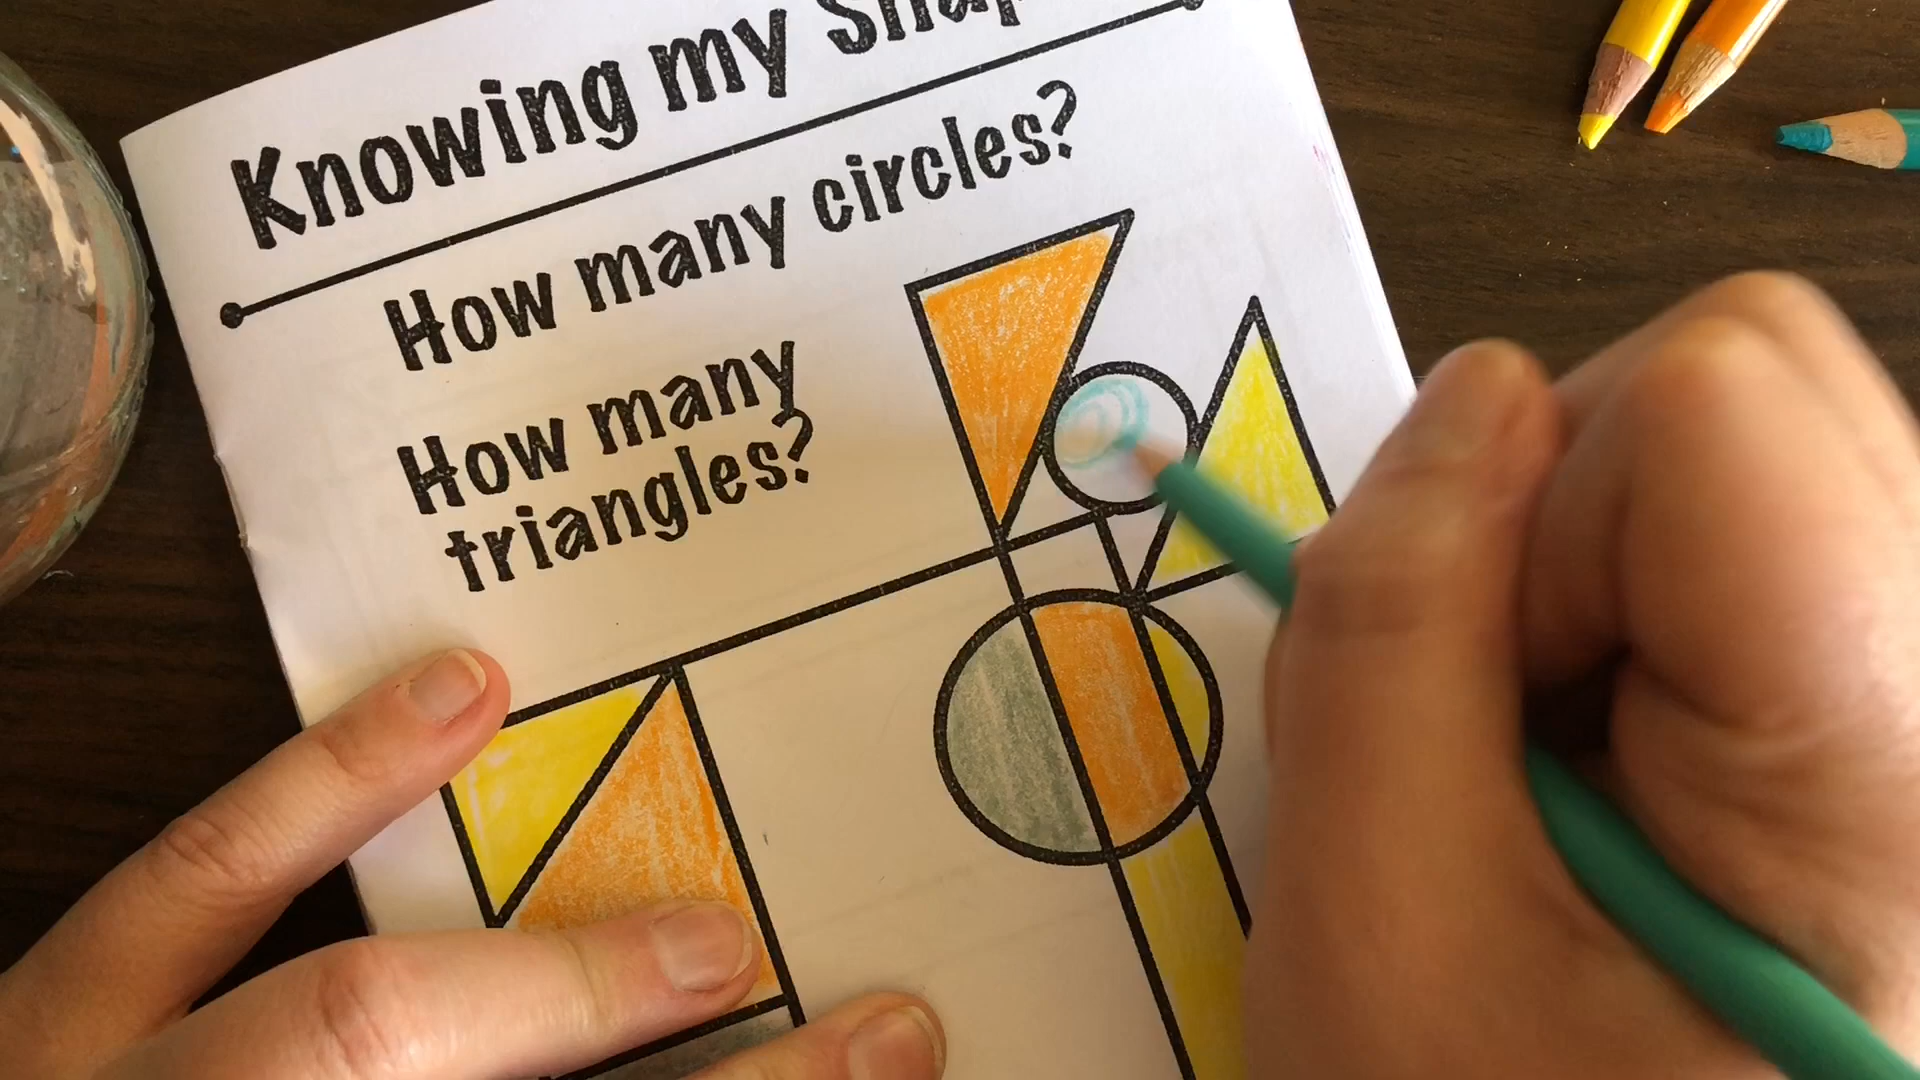 Knowing my
How many circles?
How many
triangles?